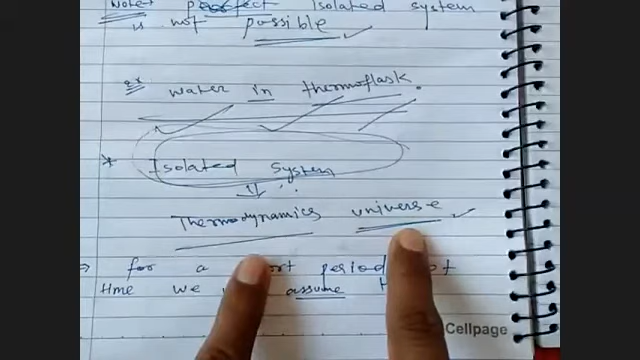 Note→ perfect Isolated system
is not possible
ex water in thermoflask.
* Isolated System
Thermodynamics universe
⇒ for a period of
time we assume
Cellpage